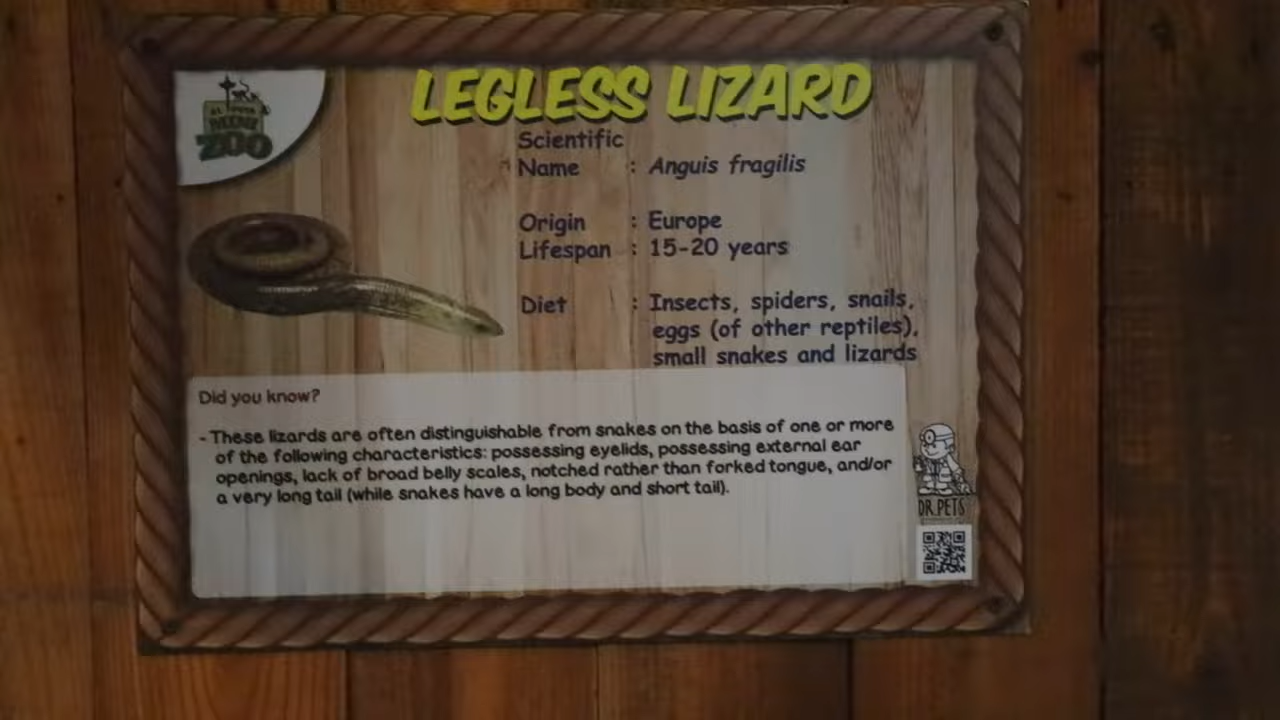 LEGLESS LIZARD
ZOO
Scientific
Name : Anguis fragilis
Origin : Europe
Lifespan : 15-20 years
Diet : Insects, spiders, snails,
eggs (of other reptiles),
small snakes and lizards
Did you know?
- These lizards are often distinguishable from snakes on the basis of one or more
of the following characteristics: possessing eyelids, possessing external ear
openings, lack of broad belly scales, notched rather than forked tongue, and/or
a very long tail (while snakes have a long body and short tail).
DR.PETS